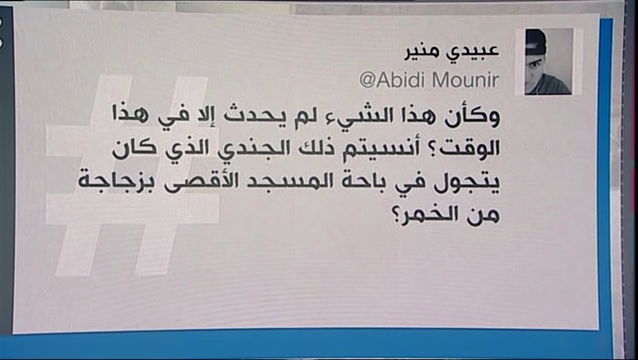 عبيدي منير
@Abidi Mounir
وكأن هذا الشيء لم يحدث إلا في هذا
الوقت؟ أنسيتم ذلك الجندي الذي كان
يتجول في باحة المسجد الأقصى بزجاجة
من الخمر؟